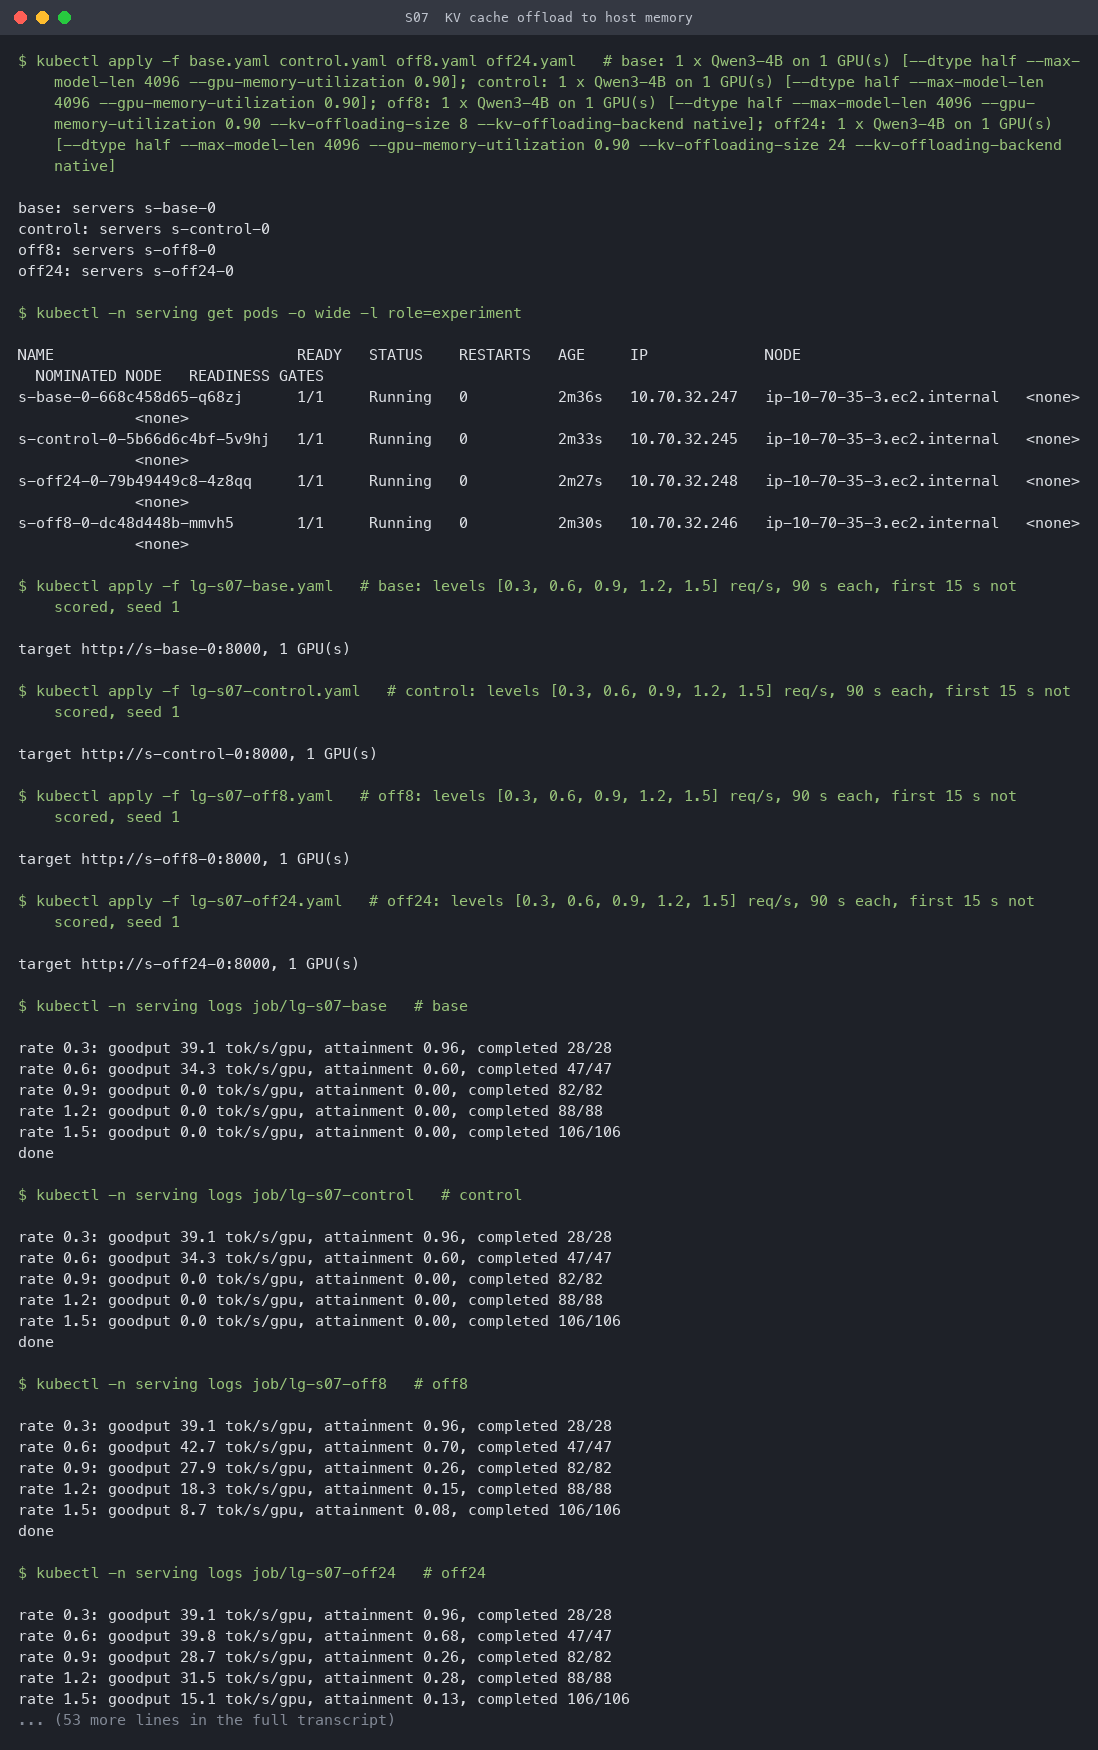 S07  KV cache offload to host memory
$ kubectl apply -f base.yaml control.yaml off8.yaml off24.yaml   # base: 1 x Qwen3-4B on 1 GPU(s) [--dtype half --max-
model-len 4096 --gpu-memory-utilization 0.90]; control: 1 x Qwen3-4B on 1 GPU(s) [--dtype half --max-model-len
4096 --gpu-memory-utilization 0.90]; off8: 1 x Qwen3-4B on 1 GPU(s) [--dtype half --max-model-len 4096 --gpu-
memory-utilization 0.90 --kv-offloading-size 8 --kv-offloading-backend native]; off24: 1 x Qwen3-4B on 1 GPU(s)
[--dtype half --max-model-len 4096 --gpu-memory-utilization 0.90 --kv-offloading-size 24 --kv-offloading-backend
native]
base: servers s-base-0
control: servers s-control-0
off8: servers s-off8-0
off24: servers s-off24-0
$ kubectl -n serving get pods -o wide -l role=experiment
NAME                           READY   STATUS    RESTARTS   AGE     IP             NODE
NOMINATED NODE   READINESS GATES
s-base-0-668c458d65-q68zj      1/1     Running   0          2m36s   10.70.32.247   ip-10-70-35-3.ec2.internal   <none>
<none>
s-control-0-5b66d6c4bf-5v9hj   1/1     Running   0          2m33s   10.70.32.245   ip-10-70-35-3.ec2.internal   <none>
<none>
s-off24-0-79b49449c8-4z8qq     1/1     Running   0          2m27s   10.70.32.248   ip-10-70-35-3.ec2.internal   <none>
<none>
s-off8-0-dc48d448b-mmvh5       1/1     Running   0          2m30s   10.70.32.246   ip-10-70-35-3.ec2.internal   <none>
<none>
$ kubectl apply -f lg-s07-base.yaml   # base: levels [0.3, 0.6, 0.9, 1.2, 1.5] req/s, 90 s each, first 15 s not
scored, seed 1
target http://s-base-0:8000, 1 GPU(s)
$ kubectl apply -f lg-s07-control.yaml   # control: levels [0.3, 0.6, 0.9, 1.2, 1.5] req/s, 90 s each, first 15 s not
scored, seed 1
target http://s-control-0:8000, 1 GPU(s)
$ kubectl apply -f lg-s07-off8.yaml   # off8: levels [0.3, 0.6, 0.9, 1.2, 1.5] req/s, 90 s each, first 15 s not
scored, seed 1
target http://s-off8-0:8000, 1 GPU(s)
$ kubectl apply -f lg-s07-off24.yaml   # off24: levels [0.3, 0.6, 0.9, 1.2, 1.5] req/s, 90 s each, first 15 s not
scored, seed 1
target http://s-off24-0:8000, 1 GPU(s)
$ kubectl -n serving logs job/lg-s07-base   # base
rate 0.3: goodput 39.1 tok/s/gpu, attainment 0.96, completed 28/28
rate 0.6: goodput 34.3 tok/s/gpu, attainment 0.60, completed 47/47
rate 0.9: goodput 0.0 tok/s/gpu, attainment 0.00, completed 82/82
rate 1.2: goodput 0.0 tok/s/gpu, attainment 0.00, completed 88/88
rate 1.5: goodput 0.0 tok/s/gpu, attainment 0.00, completed 106/106
done
$ kubectl -n serving logs job/lg-s07-control   # control
rate 0.3: goodput 39.1 tok/s/gpu, attainment 0.96, completed 28/28
rate 0.6: goodput 34.3 tok/s/gpu, attainment 0.60, completed 47/47
rate 0.9: goodput 0.0 tok/s/gpu, attainment 0.00, completed 82/82
rate 1.2: goodput 0.0 tok/s/gpu, attainment 0.00, completed 88/88
rate 1.5: goodput 0.0 tok/s/gpu, attainment 0.00, completed 106/106
done
$ kubectl -n serving logs job/lg-s07-off8   # off8
rate 0.3: goodput 39.1 tok/s/gpu, attainment 0.96, completed 28/28
rate 0.6: goodput 42.7 tok/s/gpu, attainment 0.70, completed 47/47
rate 0.9: goodput 27.9 tok/s/gpu, attainment 0.26, completed 82/82
rate 1.2: goodput 18.3 tok/s/gpu, attainment 0.15, completed 88/88
rate 1.5: goodput 8.7 tok/s/gpu, attainment 0.08, completed 106/106
done
$ kubectl -n serving logs job/lg-s07-off24   # off24
rate 0.3: goodput 39.1 tok/s/gpu, attainment 0.96, completed 28/28
rate 0.6: goodput 39.8 tok/s/gpu, attainment 0.68, completed 47/47
rate 0.9: goodput 28.7 tok/s/gpu, attainment 0.26, completed 82/82
rate 1.2: goodput 31.5 tok/s/gpu, attainment 0.28, completed 88/88
rate 1.5: goodput 15.1 tok/s/gpu, attainment 0.13, completed 106/106
... (53 more lines in the full transcript)